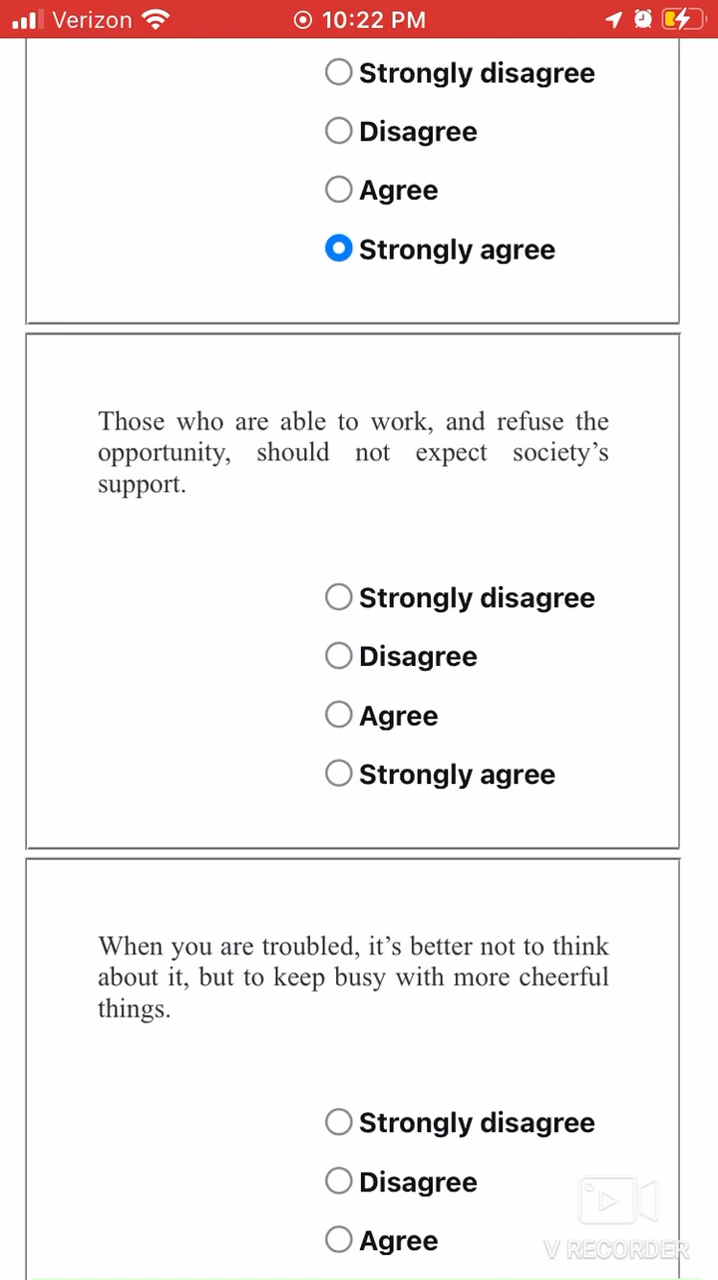 Verizon 10:22 PM
Strongly disagree
Disagree
Agree
Strongly agree
Those who are able to work, and refuse the
opportunity, should not expect society’s
support.
Strongly disagree
Disagree
Agree
Strongly agree
When you are troubled, it’s better not to think
about it, but to keep busy with more cheerful
things.
Strongly disagree
Disagree
Agree
V RECORDER